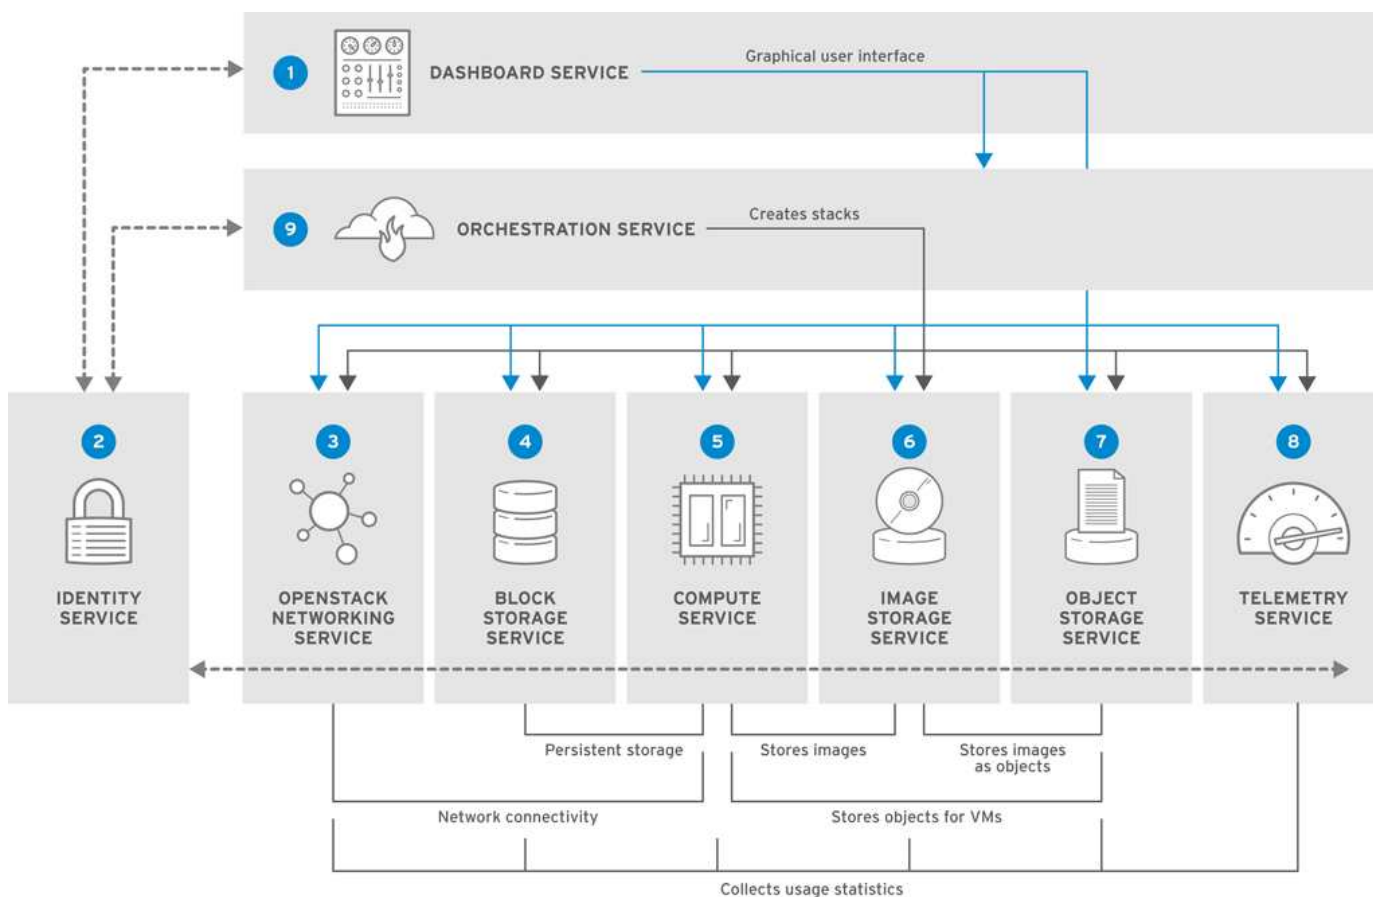 1
DASHBOARD SERVICE
Graphical user interface
9
ORCHESTRATION SERVICE
Creates stacks
2
IDENTITY
SERVICE
3
OPENSTACK
NETWORKING
SERVICE
4
BLOCK
STORAGE
SERVICE
5
COMPUTE
SERVICE
6
IMAGE
STORAGE
SERVICE
7
OBJECT
STORAGE
SERVICE
8
TELEMETRY
SERVICE
Persistent storage
Stores images
Stores images
as objects
Network connectivity
Stores objects for VMs
Collects usage statistics